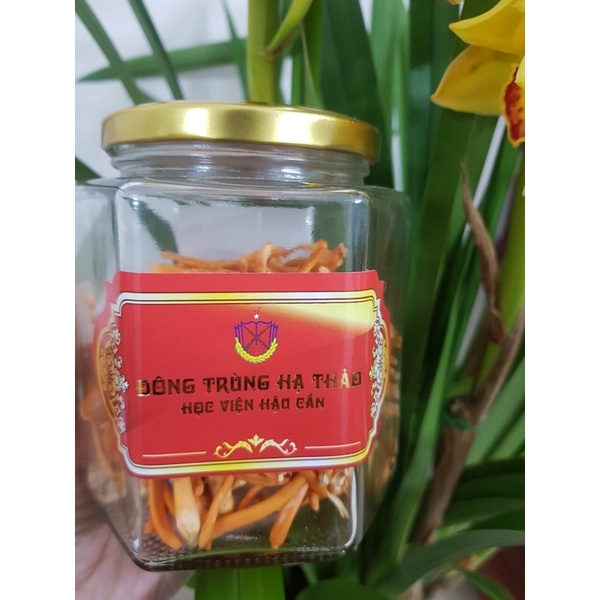 ĐÔNG TRÙNG HẠ THẢO
HỌC VIỆN HẬU CẦN